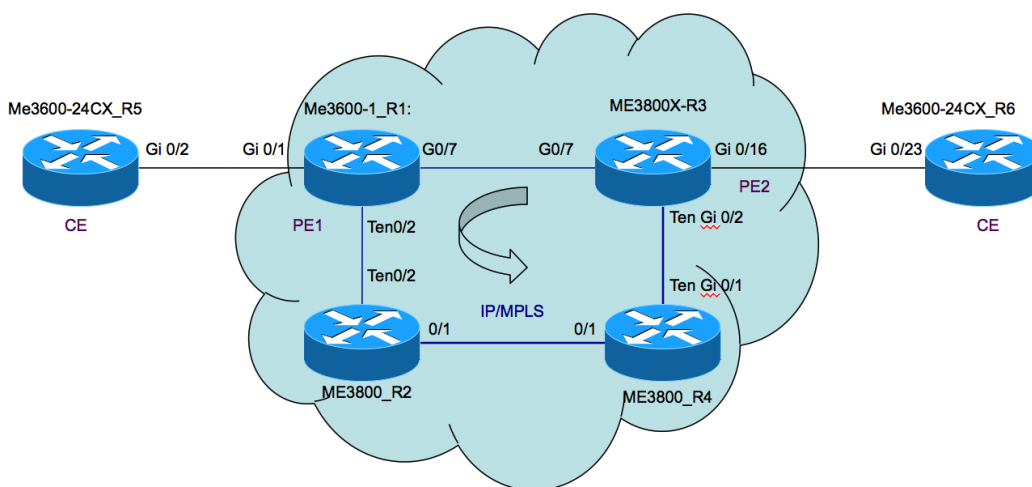 Me3600-24CX_R5
Me3600-1_R1:
ME3800X-R3
Me3600-24CX_R6
Gi 0/2
Gi 0/1
G0/7
G0/7
Gi 0/16
Gi 0/23
CE
PE1
PE2
CE
Ten0/2
Ten Gi 0/2
Ten0/2
Ten Gi 0/1
0/1
IP/MPLS
0/1
ME3800_R2
ME3800_R4